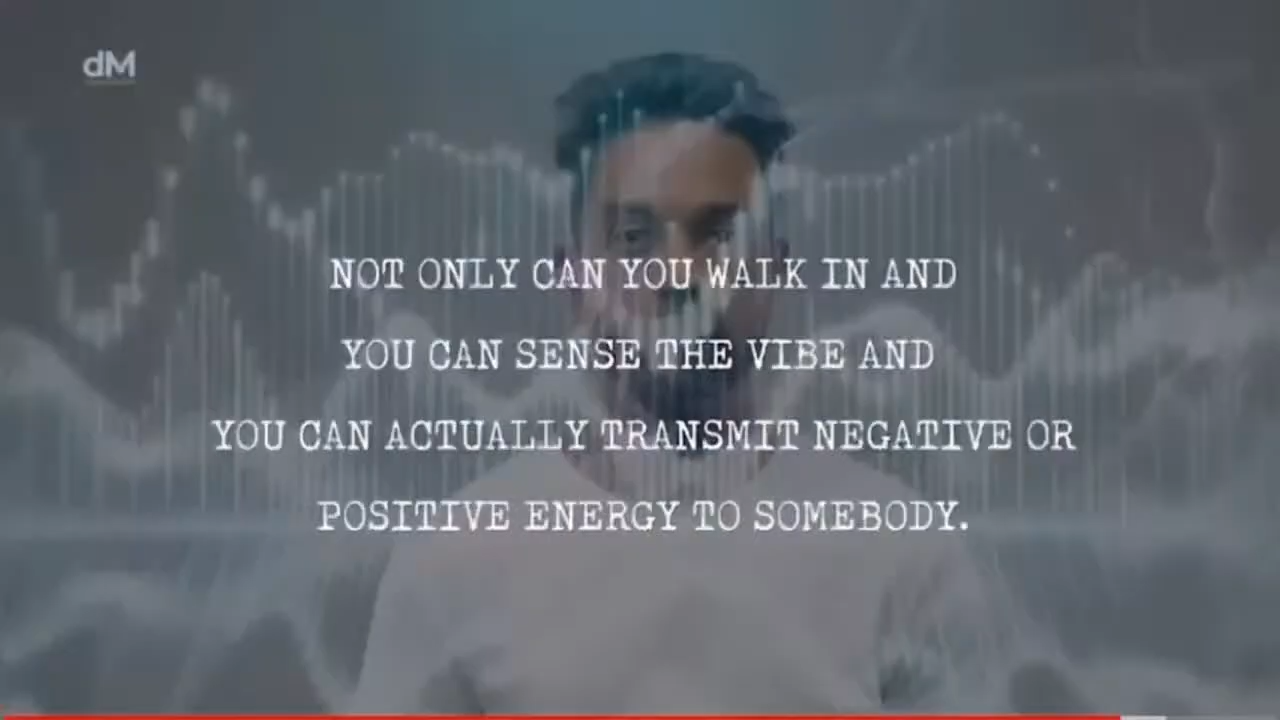 dM
NOT ONLY CAN YOU WALK IN AND
YOU CAN SENSE THE VIBE AND
YOU CAN ACTUALLY TRANSMIT NEGATIVE OR
POSITIVE ENERGY TO SOMEBODY.